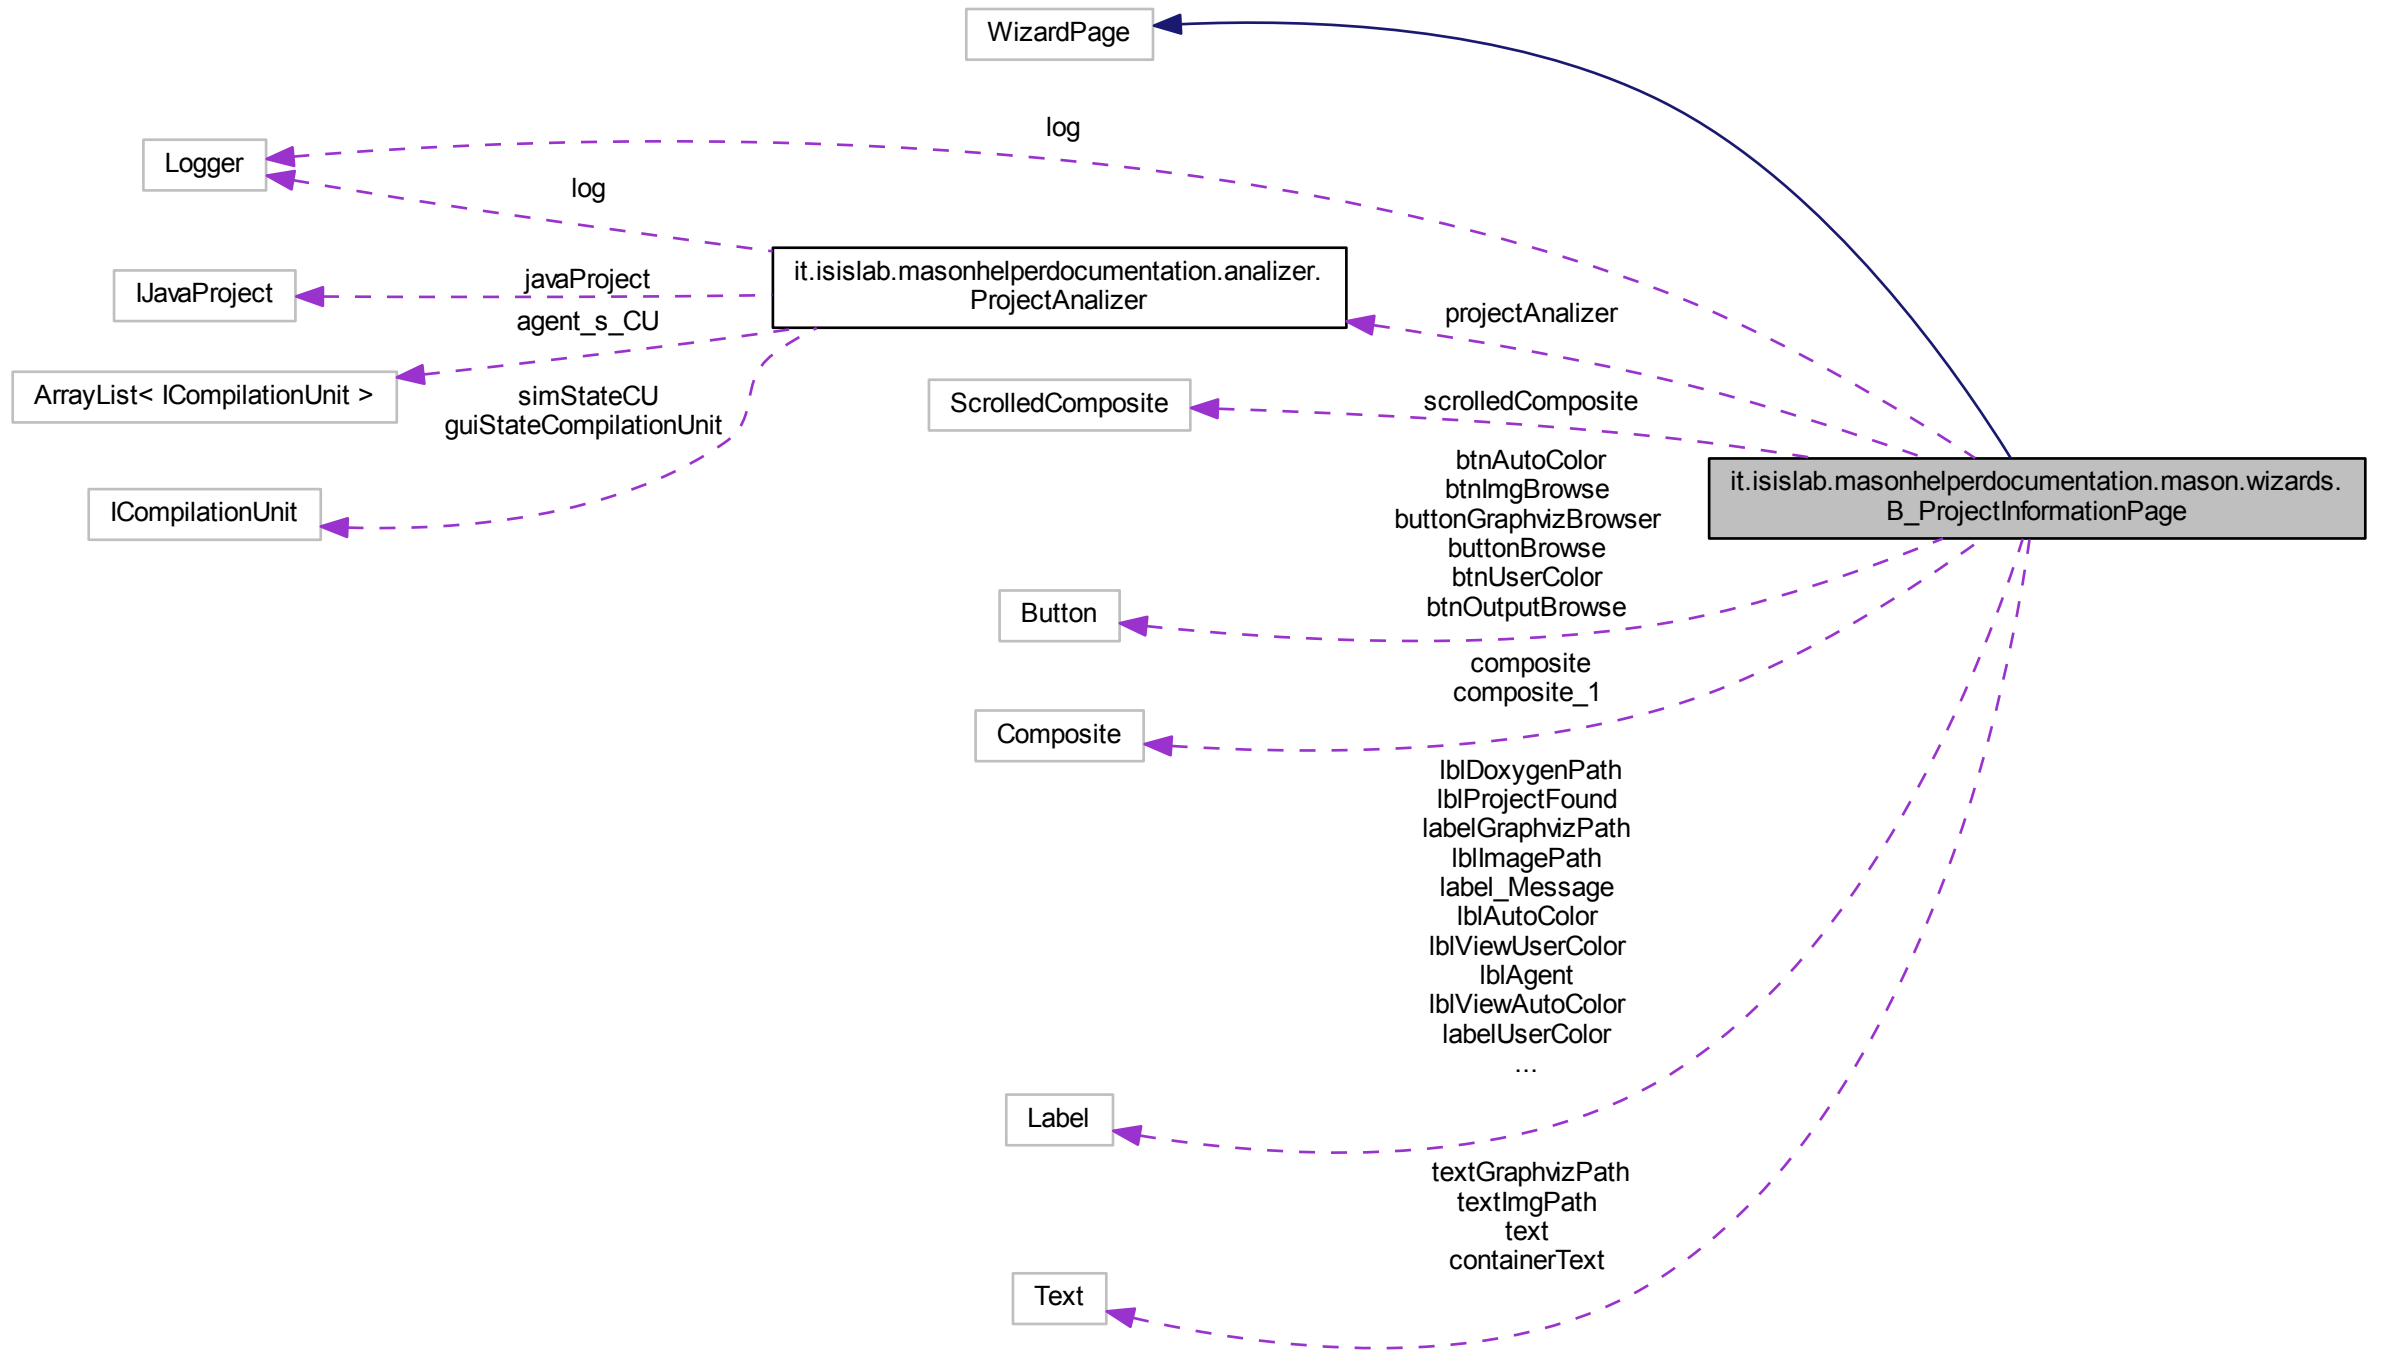 WizardPage
log
Logger
log
it.isislab.masonhelperdocumentation.analizer.
ProjectAnalizer
IJavaProject
javaProject
agent_s_CU
projectAnalizer
ArrayList< ICompilationUnit >
simStateCU
guiStateCompilationUnit
ScrolledComposite
scrolledComposite
ICompilationUnit
it.isislab.masonhelperdocumentation.mason.wizards.
B_ProjectInformationPage
btnAutoColor
btnImgBrowse
buttonGraphvizBrowser
buttonBrowse
btnUserColor
btnOutputBrowse
Button
composite
composite_1
Composite
lblDoxygenPath
lblProjectFound
labelGraphvizPath
lblImagePath
label_Message
lblAutoColor
lblViewUserColor
lblAgent
lblViewAutoColor
labelUserColor
...
Label
textGraphvizPath
textImgPath
text
containerText
Text